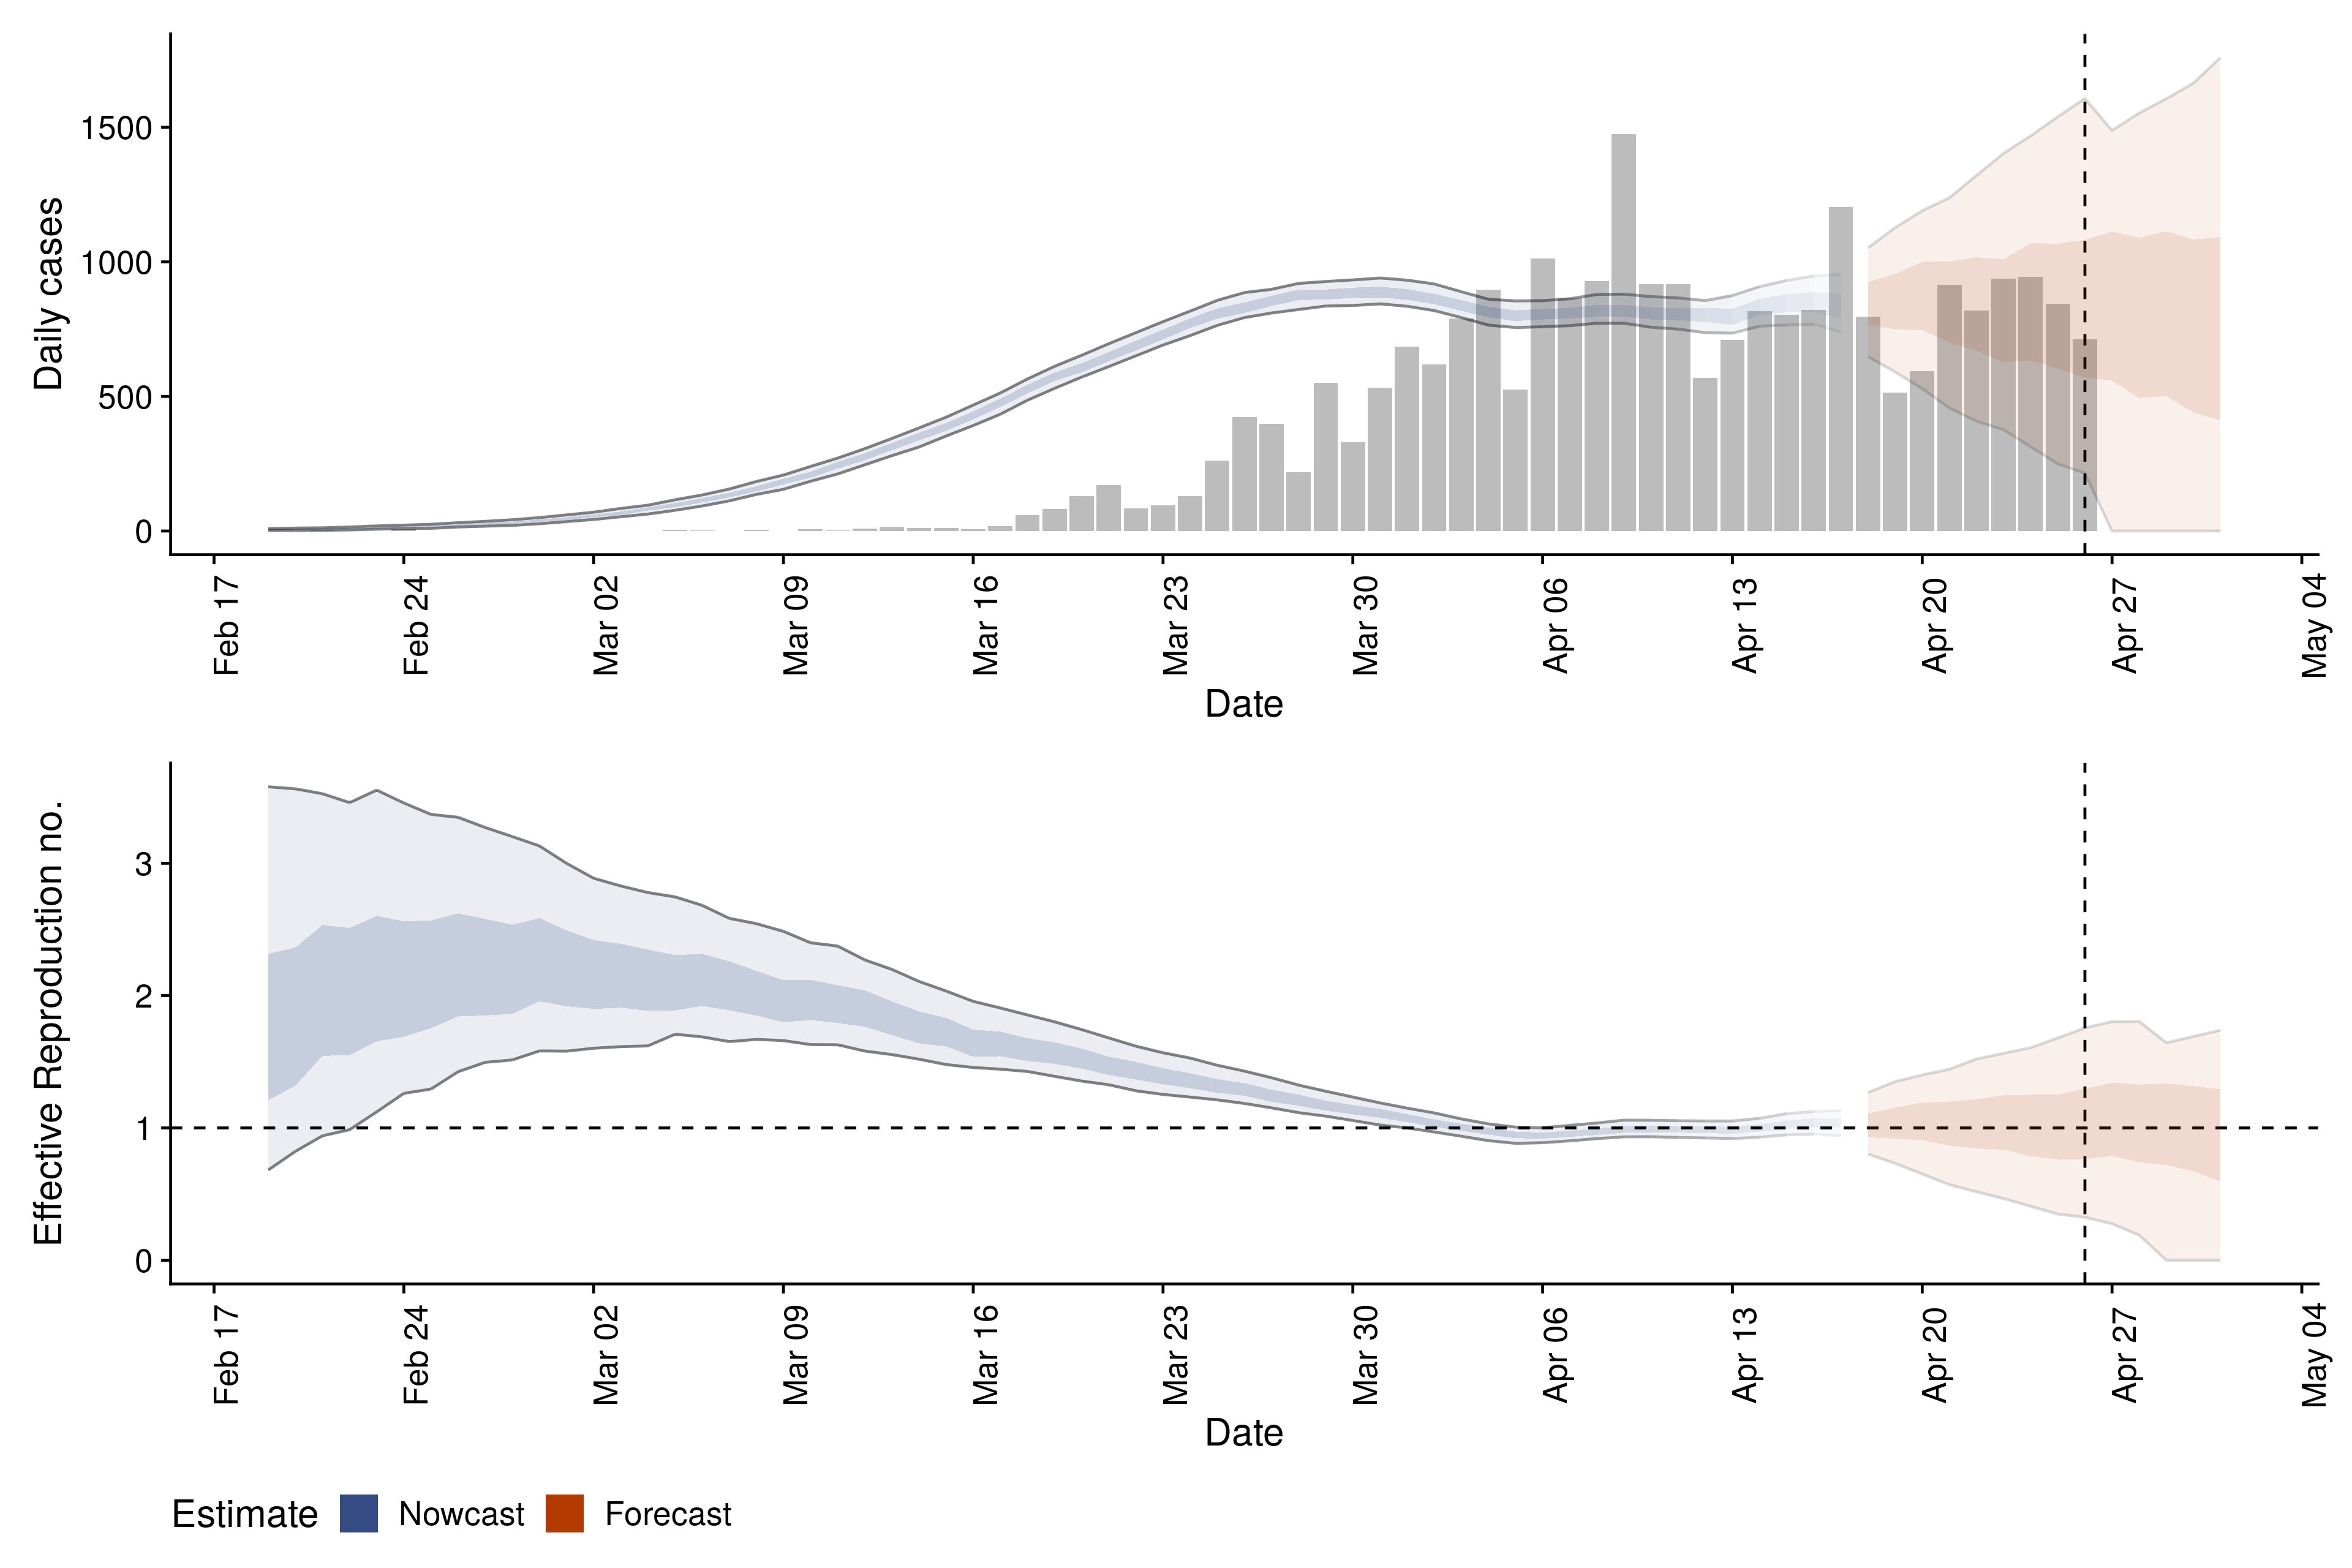 Daily cases
1500
1000
500
0
Feb 17
Feb 24
Mar 02
Mar 09
Mar 16
Mar 23
Mar 30
Apr 06
Apr 13
Apr 20
Apr 27
May 04
Date
Effective Reproduction no.
3
2
1
0
Feb 17
Feb 24
Mar 02
Mar 09
Mar 16
Mar 23
Mar 30
Apr 06
Apr 13
Apr 20
Apr 27
May 04
Date
Estimate Nowcast Forecast